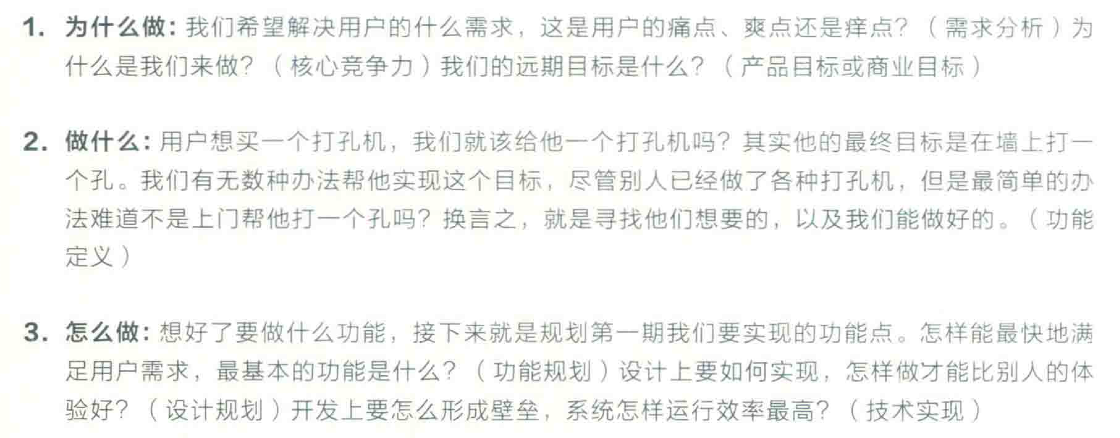 1. 为什么做：我们希望解决用户的什么需求，这是用户的痛点、爽点还是痒点？（需求分析）为
什么是我们来做？（核心竞争力）我们的远期目标是什么？（产品目标或商业目标）
2. 做什么：用户想买一个打孔机，我们就该给他一个打孔机吗？其实他的最终目标是在墙上打一
个孔。我们有无数种办法帮他实现这个目标，尽管别人已经做了各种打孔机，但是最简单的办
法难道不是上门帮他打一个孔吗？换言之，就是寻找他们想要的，以及我们能做好的。（功能
定义）
3. 怎么做：想好了要做什么功能，接下来就是规划第一期我们要实现的功能点。怎样能最快地满
足用户需求，最基本的功能是什么？（功能规划）设计上要如何实现，怎样做才能比别人的体
验好？（设计规划）开发上要怎么形成壁垒，系统怎样运行效率最高？（技术实现）